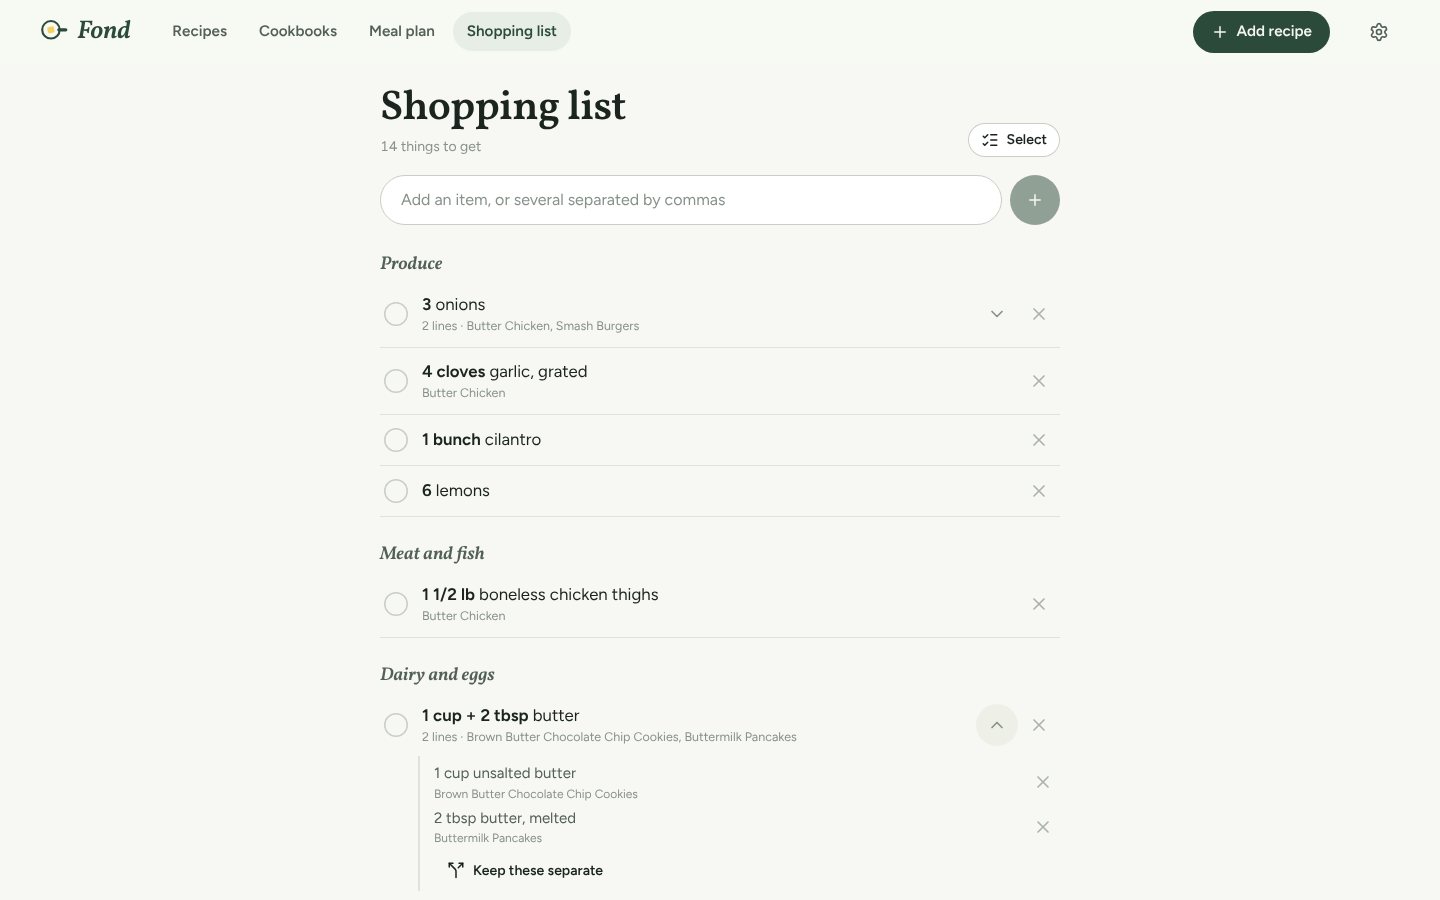 Fond
Recipes
Cookbooks
Meal plan
Shopping list
Add recipe
Shopping list
14 things to get
Select
Add an item, or several separated by commas
Produce
3 onions
2 lines · Butter Chicken, Smash Burgers
4 cloves garlic, grated
Butter Chicken
1 bunch cilantro
6 lemons
Meat and fish
1 1/2 lb boneless chicken thighs
Butter Chicken
Dairy and eggs
1 cup + 2 tbsp butter
2 lines · Brown Butter Chocolate Chip Cookies, Buttermilk Pancakes
1 cup unsalted butter
Brown Butter Chocolate Chip Cookies
2 tbsp butter, melted
Buttermilk Pancakes
Keep these separate